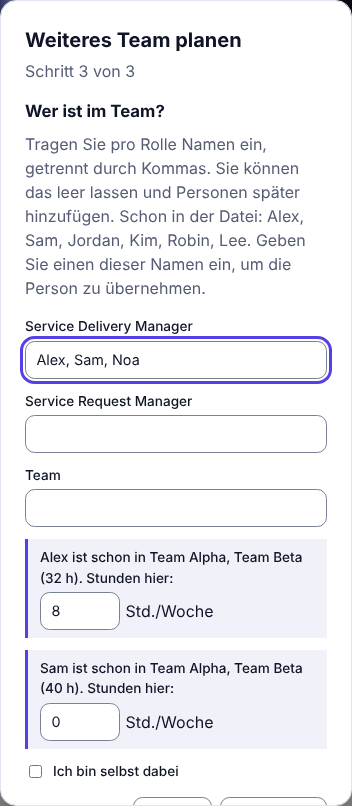 Weiteres Team planen
Schritt 3 von 3
Wer ist im Team?
Tragen Sie pro Rolle Namen ein,
getrennt durch Kommas. Sie können
das leer lassen und Personen später
hinzufügen. Schon in der Datei: Alex,
Sam, Jordan, Kim, Robin, Lee. Geben
Sie einen dieser Namen ein, um die
Person zu übernehmen.
Service Delivery Manager
Alex, Sam, Noa
Service Request Manager
Team
Alex ist schon in Team Alpha, Team Beta
(32 h). Stunden hier:
8 Std./Woche
Sam ist schon in Team Alpha, Team Beta
(40 h). Stunden hier:
0 Std./Woche
Ich bin selbst dabei